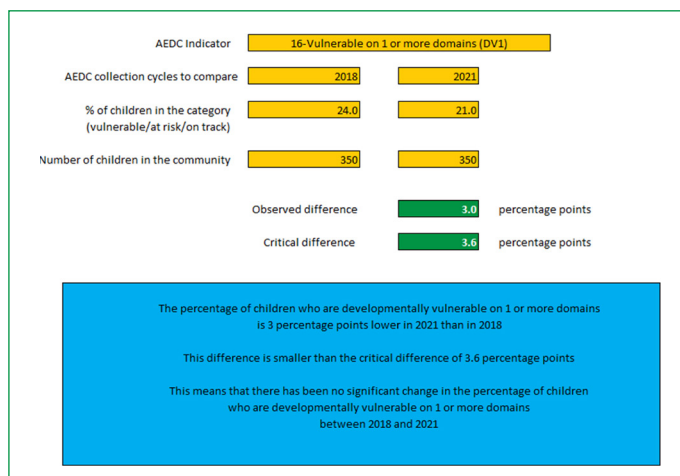 AEDC Indicator 16-Vulnerable on 1 or more domains (DV1)
AEDC collection cycles to compare 2018 2021
% of children in the category 24.0 21.0
(vulnerable/at risk/on track)
Number of children in the community 350 350
Observed difference 3.0 percentage points
Critical difference 3.6 percentage points
The percentage of children who are developmentally vulnerable on 1 or more domains
is 3 percentage points lower in 2021 than in 2018
This difference is smaller than the critical difference of 3.6 percentage points
This means that there has been no significant change in the percentage of children
who are developmentally vulnerable on 1 or more domains
between 2018 and 2021